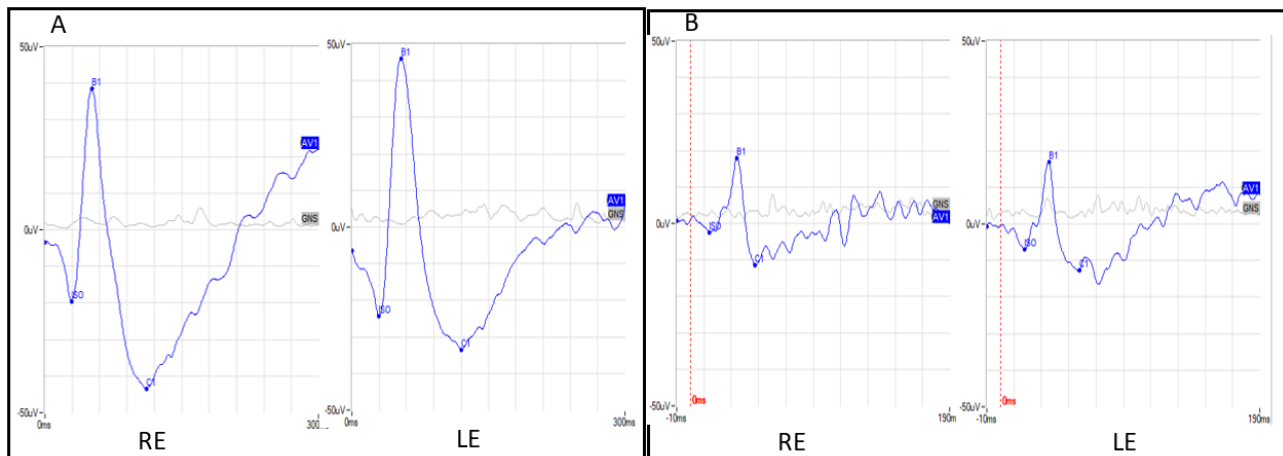 A
50uV
B1
AV1
GNS
0uV
ISO
C1
-50uV
0ms
300
RE
50uV
B1
AV1
GNS
0uV
ISO
C1
-50uV
0ms
300ms
LE
B
50uV
B1
GNS
AV1
0uV
ISO
C1
-50uV
0ms
-10ms
190m
RE
50uV
B1
AV1
GNS
0uV
ISO
C1
-50uV
0ms
-10ms
190ms
LE